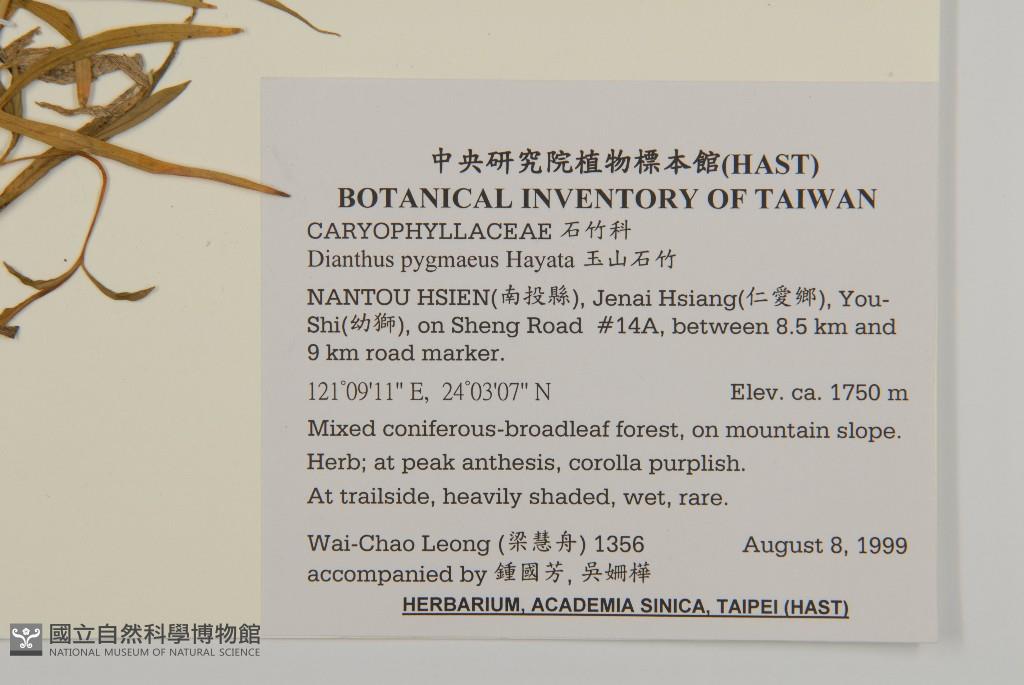 中央研究院植物標本館(HAST)
BOTANICAL INVENTORY OF TAIWAN
CARYOPHYLLACEAE 石竹科
Dianthus pygmaeus Hayata 玉山石竹
NANTOU HSIEN(南投縣), Jenai Hsiang(仁愛鄉), You-
Shi(幼獅), on Sheng Road #14A, between 8.5 km and
9 km road marker.
121°09'11" E, 24°03'07" N Elev. ca. 1750 m
Mixed coniferous-broadleaf forest, on mountain slope.
Herb; at peak anthesis, corolla purplish.
At trailside, heavily shaded, wet, rare.
Wai-Chao Leong (梁慧舟) 1356 August 8, 1999
accompanied by 鍾國芳, 吳姍樺
HERBARIUM, ACADEMIA SINICA, TAIPEI (HAST)
國立自然科學博物館
NATIONAL MUSEUM OF NATURAL SCIENCE